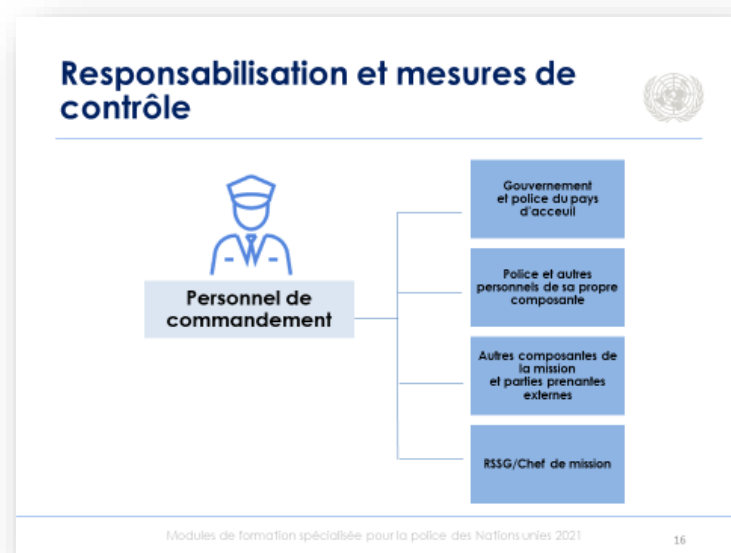 Responsabilisation et mesures de
contrôle
Personnel de
commandement
Gouvernement
et police du pays
d'acceuil
Police et autres
personnels de sa propre
composante
Autres composantes de
la mission
et parties prenantes
externes
RSSG/Chef de mission
Modules de formation spécialisée pour la police des Nations unies 2021
16